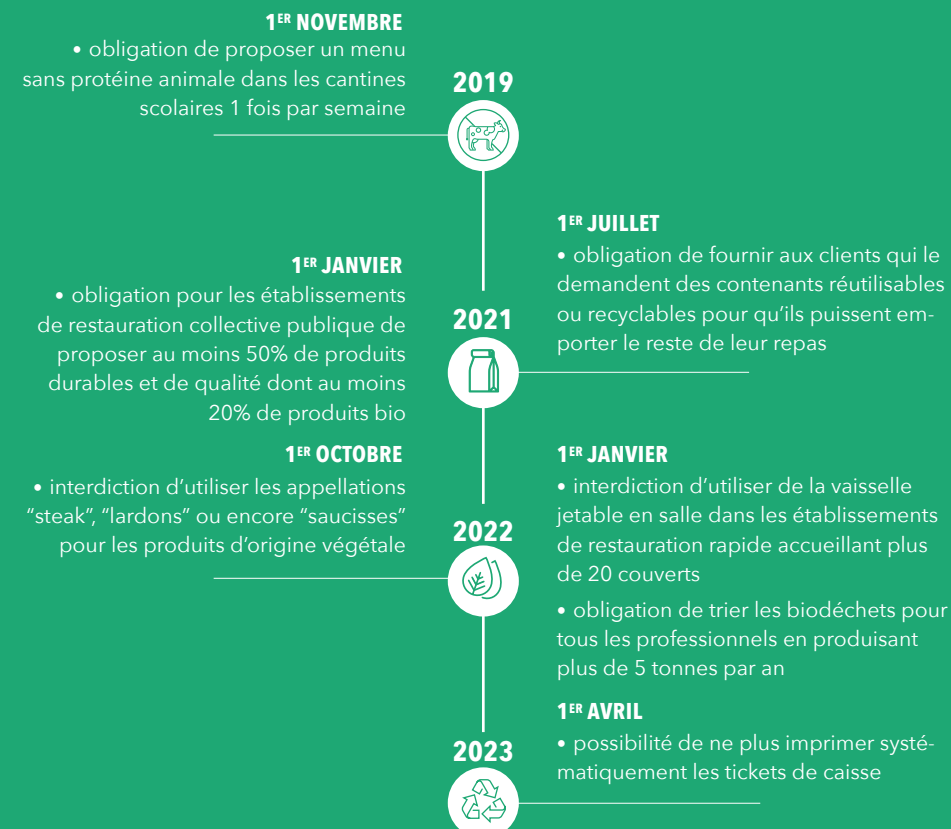 1ER NOVEMBRE
• obligation de proposer un menu
sans protéine animale dans les cantines
scolaires 1 fois par semaine
2019
1ER JUILLET
• obligation de fournir aux clients qui le
demandent des contenants réutilisables
ou recyclables pour qu'ils puissent em-
porter le reste de leur repas
1ER JANVIER
• obligation pour les établissements
de restauration collective publique de
proposer au moins 50% de produits
durables et de qualité dont au moins
20% de produits bio
2021
1ER OCTOBRE
• interdiction d'utiliser les appellations
"steak", "lardons" ou encore "saucisses"
pour les produits d'origine végétale
2022
1ER JANVIER
• interdiction d'utiliser de la vaisselle
jetable en salle dans les établissements
de restauration rapide accueillant plus
de 20 couverts
• obligation de trier les biodéchets pour
tous les professionnels en produisant
plus de 5 tonnes par an
1ER AVRIL
• possibilité de ne plus imprimer systé-
matiquement les tickets de caisse
2023